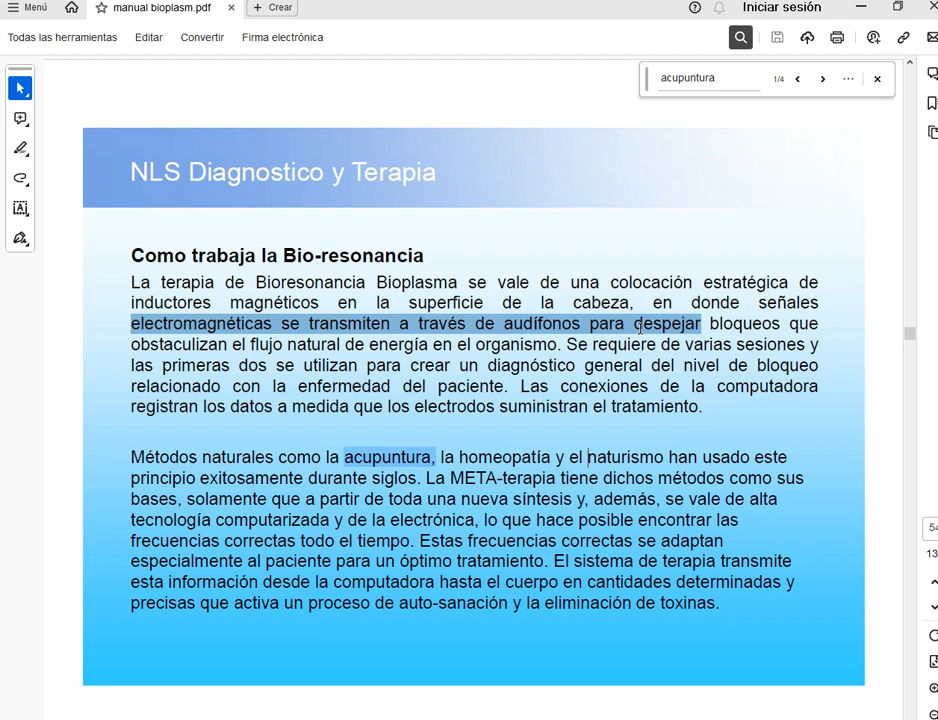 Menú
manual bioplasm.pdf
Crear
Iniciar sesión
Todas las herramientas
Editar
Convertir
Firma electrónica
acupuntura
1/4
NLS Diagnostico y Terapia
Como trabaja la Bio-resonancia
La terapia de Bioresonancia Bioplasma se vale de una colocación estratégica de
inductores magnéticos en la superficie de la cabeza, en donde señales
electromagnéticas se transmiten a través de audífonos para despejar bloqueos que
obstaculizan el flujo natural de energía en el organismo. Se requiere de varias sesiones y
las primeras dos se utilizan para crear un diagnóstico general del nivel de bloqueo
relacionado con la enfermedad del paciente. Las conexiones de la computadora
registran los datos a medida que los electrodos suministran el tratamiento.
Métodos naturales como la acupuntura, la homeopatía y el naturismo han usado este
principio exitosamente durante siglos. La META-terapia tiene dichos métodos como sus
bases, solamente que a partir de toda una nueva síntesis y, además, se vale de alta
tecnología computarizada y de la electrónica, lo que hace posible encontrar las
frecuencias correctas todo el tiempo. Estas frecuencias correctas se adaptan
especialmente al paciente para un óptimo tratamiento. El sistema de terapia transmite
esta información desde la computadora hasta el cuerpo en cantidades determinadas y
precisas que activa un proceso de auto-sanación y la eliminación de toxinas.